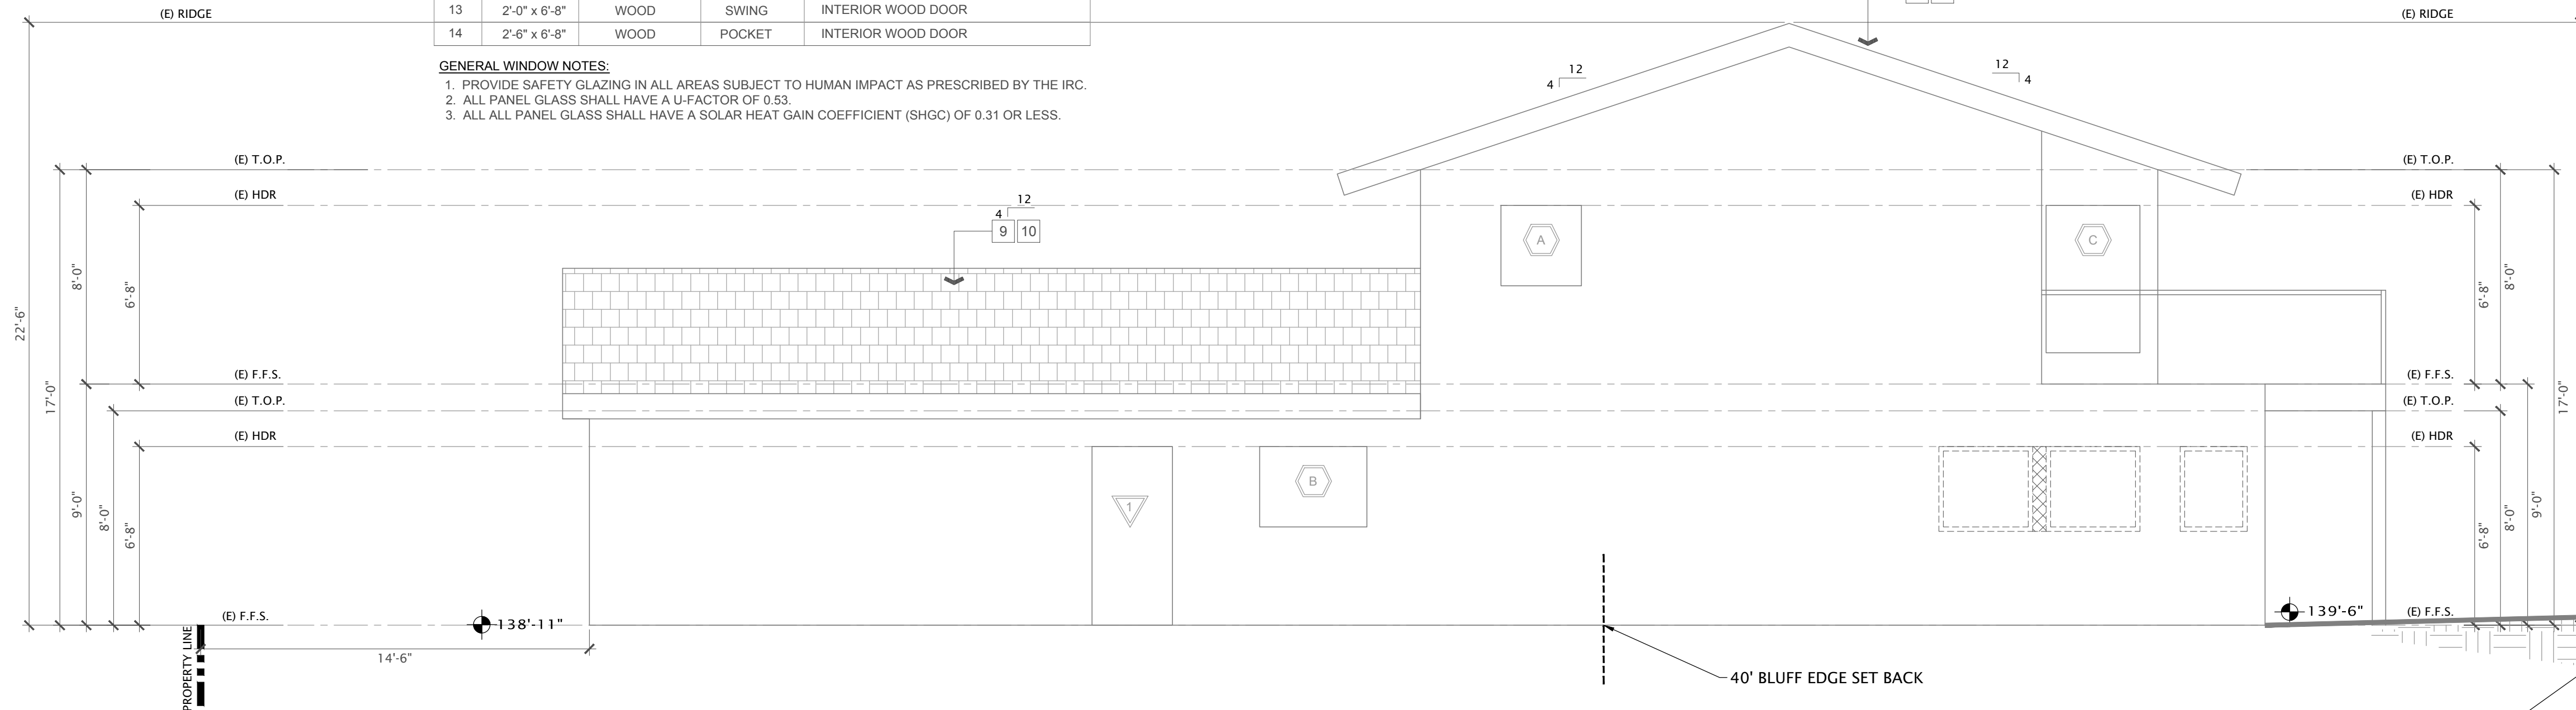 (E) RIDGE
13 2'-0" x 6'-8" WOOD SWING INTERIOR WOOD DOOR
(E) RIDGE
14 2'-6" x 6'-8" WOOD POCKET INTERIOR WOOD DOOR
GENERAL WINDOW NOTES:
1. PROVIDE SAFETY GLAZING IN ALL AREAS SUBJECT TO HUMAN IMPACT AS PRESCRIBED BY THE IRC.
2. ALL PANEL GLASS SHALL HAVE A U-FACTOR OF 0.53.
3. ALL ALL PANEL GLASS SHALL HAVE A SOLAR HEAT GAIN COEFFICIENT (SHGC) OF 0.31 OR LESS.
12
4
12
4
(E) T.O.P.
(E) T.O.P.
(E) HDR
(E) HDR
12
4
9 10
A
C
22'-6"
17'-0"
8'-0"
6'-8"
6'-8"
8'-0"
17'-0"
(E) F.F.S.
(E) F.F.S.
(E) T.O.P.
(E) T.O.P.
(E) HDR
(E) HDR
B
1
9'-0"
8'-0"
6'-8"
6'-8"
8'-0"
9'-0"
(E) F.F.S.
138'-11"
139'-6"
(E) F.F.S.
PROPERTY LINE
14'-6"
40' BLUFF EDGE SET BACK